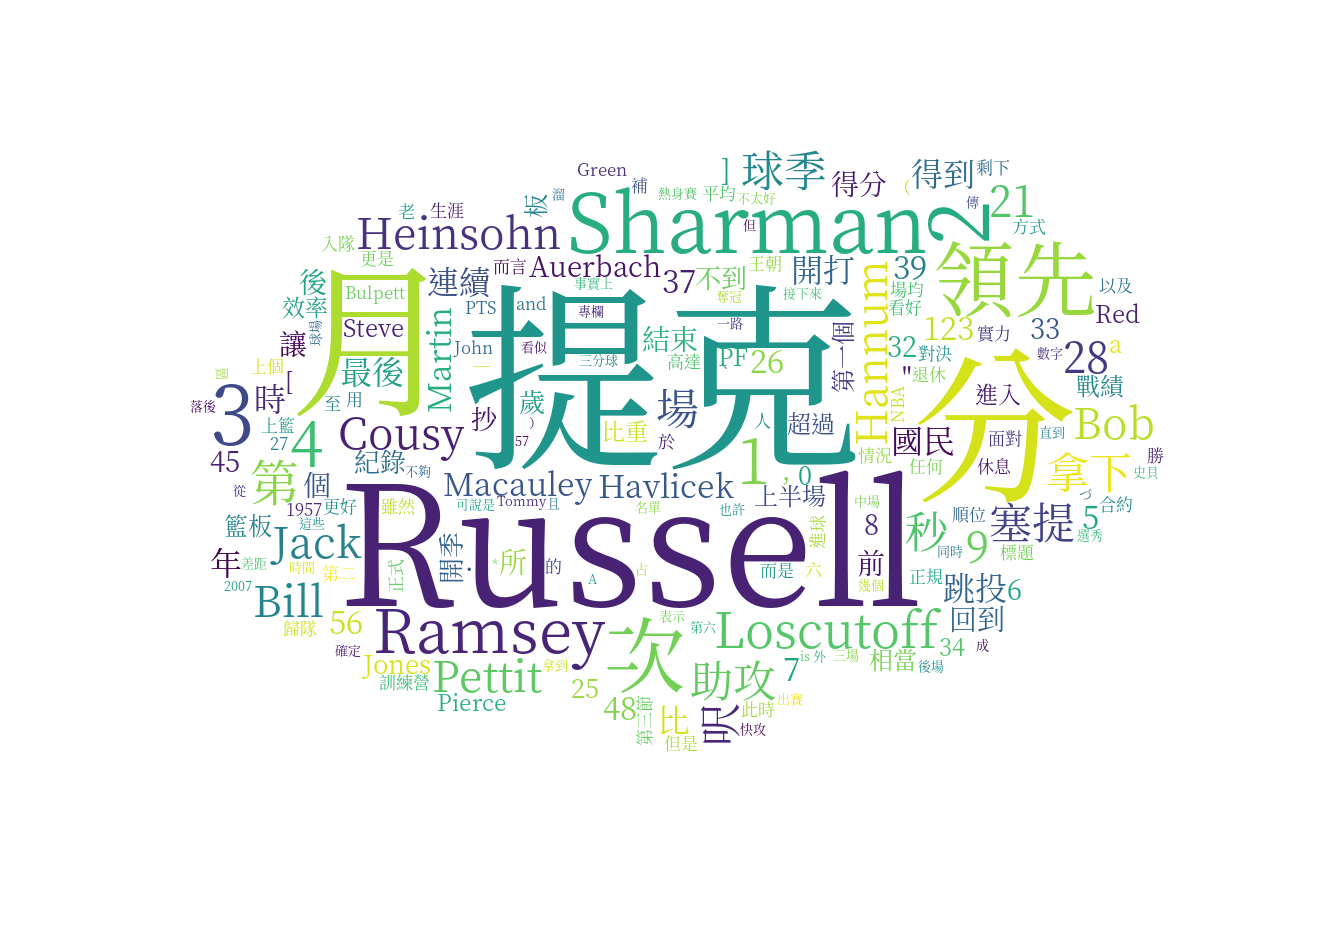 Green
]
球季
得分
得到
剩下
熱身賽
平均
不太好
(
補
溜
板
老
生涯
Heinsohn
Sharman
2
傳
21
方式
但
入隊
更是
而言
Auerbach
37
不到
王朝
開打
Hannum
39
領先
以及
後
效率
Bulpett
月
連續
PTS
and
事實上
提克
專欄
奪冠
接下來
場均
看好
Red
球場
Steve
Martin
John
看似
結束
一路
第一個
123
實力
33
讓
上個
最後
一
三分球
高達
PF
、
26
32
對決
數字
28
a
圈
[
"
退休
NBA
分
進入
戰績
落後
3
時
至
用
抄
歲
場
人
超過
上籃
27
4
Cousy
)
57
比重
於
國民
面對
直到
Bob
45
紀錄
不夠
1
,
0
情況
任何
休息
拿下
勝
史貝
從
第
個
Macauley
Havlicek
上半場
づ
合約
1957
更好
雖然
可說是
Tommy
且
名單
也許
中場
籃板
這些
Russell
進球
8
秒
順位
塞提
5
選秀
年
差距
Jack
開季
:
*
所
的
前
9
同時
標題
時間
第二
正式
A
占
而是
六
幾個
正規
跳投
6
2007
Bill
歸隊
56
Ramsey
次
表示
第六
Loscutoff
回到
確定
Jones
拿到
is
外
三場
相當
後場
34
成
訓練營
Pettit
25
助攻
7
出賽
Pierce
48
第三節
比
呎
此時
快攻
但是